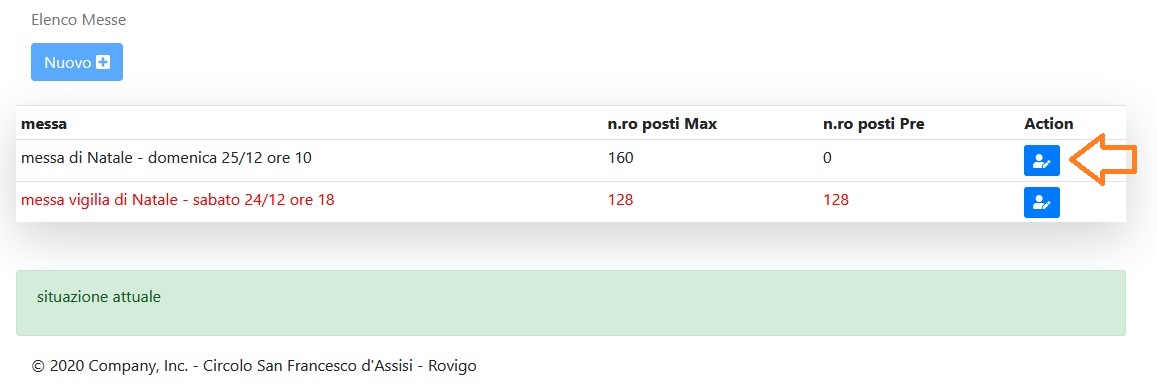 Elenco Messe
Nuovo
messa n.ro posti Max n.ro posti Pre Action
messa di Natale - domenica 25/12 ore 10 160 0
messa vigilia di Natale - sabato 24/12 ore 18 128 128
situazione attuale
© 2020 Company, Inc. - Circolo San Francesco d'Assisi - Rovigo